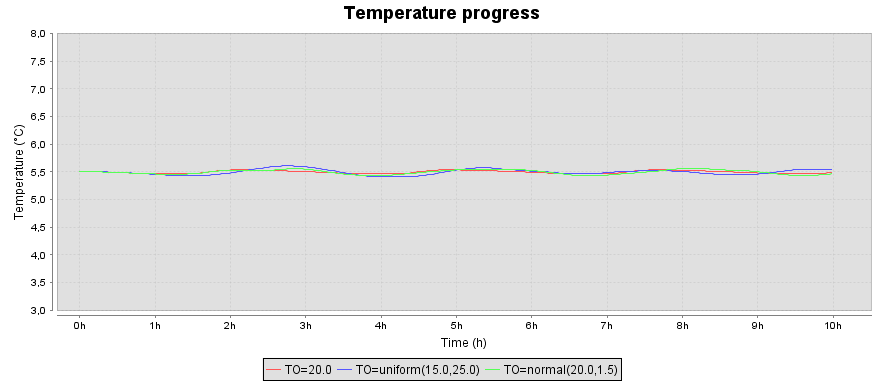 Temperature progress
8,0
7,5
7,0
6,5
6,0
5,5
5,0
4,5
4,0
3,5
3,0
Temperature (°C)
0h 1h 2h 3h 4h 5h 6h 7h 8h 9h 10h
Time (h)
TO=20.0 TO=uniform(15.0,25.0) TO=normal(20.0,1.5)